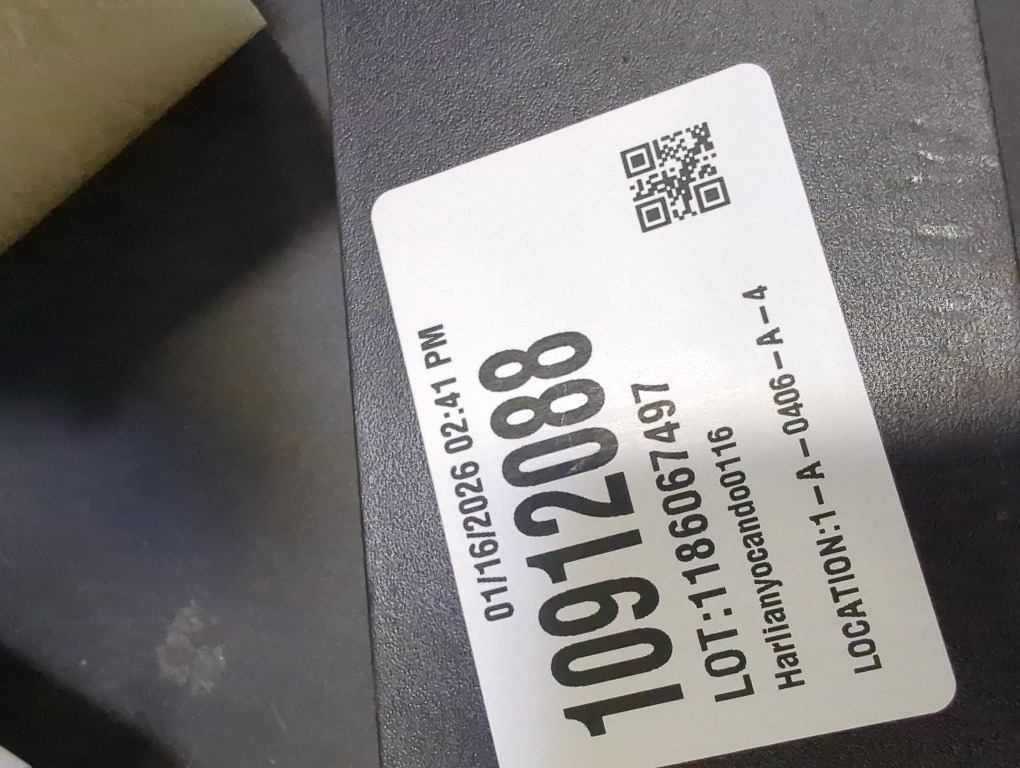 01/16/2026 02:41 PM
10912088
LOT:1186067497
Harlianyocando0116
LOCATION:1-A-0406-A-4